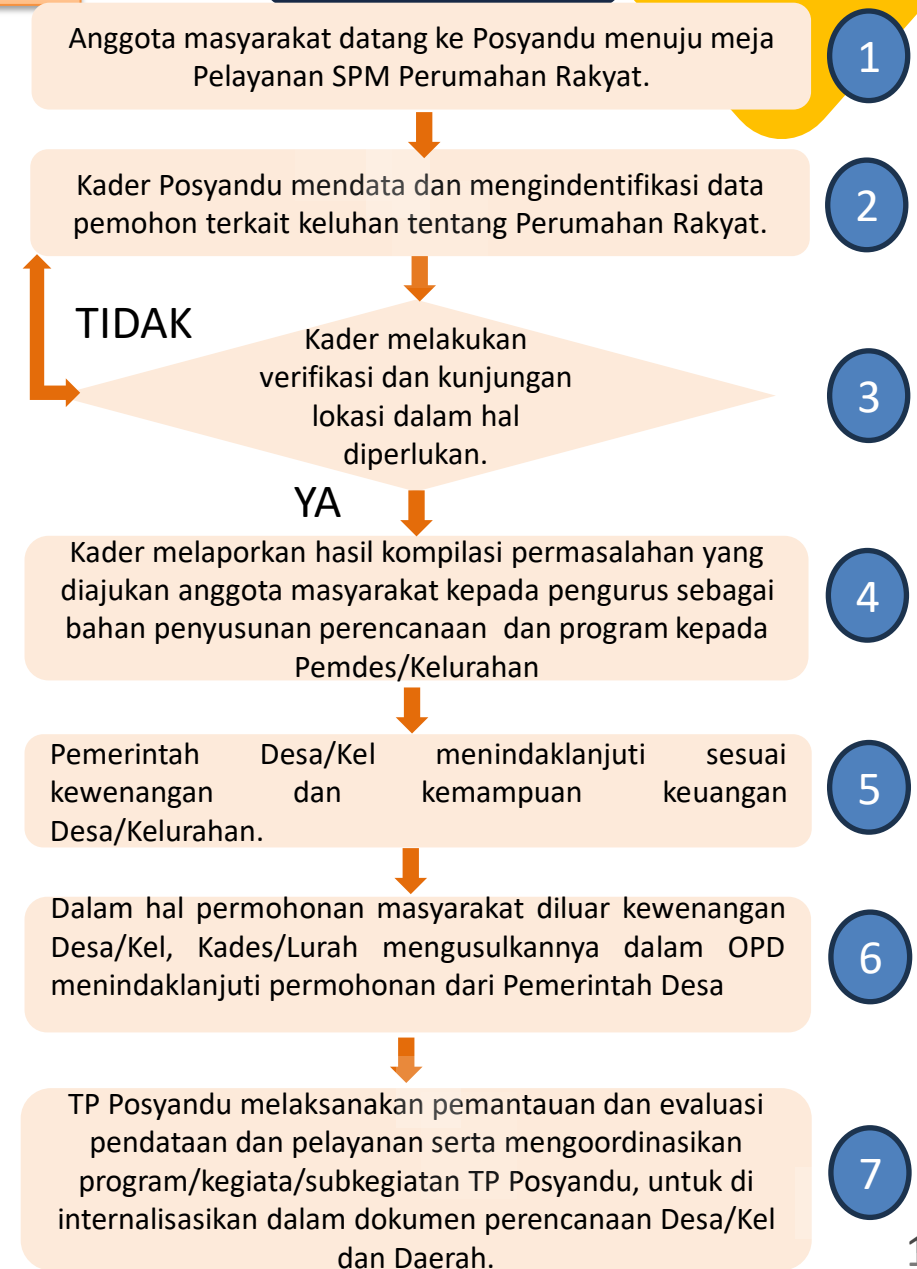 Anggota masyarakat datang ke Posyandu menuju meja
Pelayanan SPM Perumahan Rakyat.
1
Kader Posyandu mendata dan mengindentifikasi data
pemohon terkait keluhan tentang Perumahan Rakyat.
2
TIDAK
Kader melakukan
verifikasi dan kunjungan
lokasi dalam hal
diperlukan.
3
YA
Kader melaporkan hasil kompilasi permasalahan yang
diajukan anggota masyarakat kepada pengurus sebagai
bahan penyusunan perencanaan dan program kepada
Pemdes/Kelurahan
4
Pemerintah Desa/Kel menindaklanjuti sesuai
kewenangan dan kemampuan keuangan
Desa/Kelurahan.
5
Dalam hal permohonan masyarakat diluar kewenangan
Desa/Kel, Kades/Lurah mengusulkannya dalam OPD
menindaklanjuti permohonan dari Pemerintah Desa
6
TP Posyandu melaksanakan pemantauan dan evaluasi
pendataan dan pelayanan serta mengoordinasikan
program/kegiata/subkegiatan TP Posyandu, untuk di
internalisasikan dalam dokumen perencanaan Desa/Kel
dan Daerah.
7
1